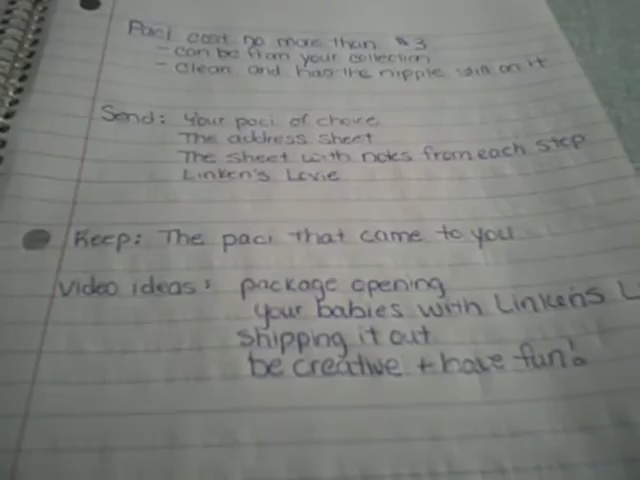 Paci cost no more than $3
- can be from your collection
- clean and has the nipple still on it
Send: Your paci of choice
The address sheet
The sheet with notes from each step
Linken's Lovie
Keep: The paci that came to you
Video ideas: package opening
your babies with Linken's L
shipping it out
be creative + have fun!